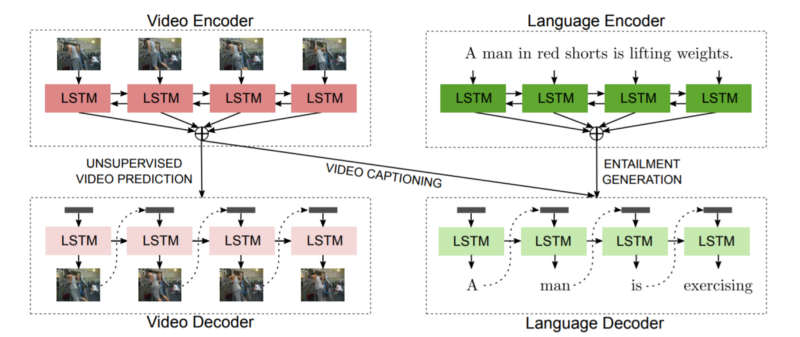 Video Encoder
Language Encoder
A man in red shorts is lifting weights.
LSTM LSTM LSTM LSTM
LSTM LSTM LSTM LSTM
UNSUPERVISED
VIDEO PREDICTION
VIDEO CAPTIONING
ENTAILMENT
GENERATION
LSTM LSTM LSTM LSTM
LSTM LSTM LSTM LSTM
A man is exercising
Video Decoder
Language Decoder